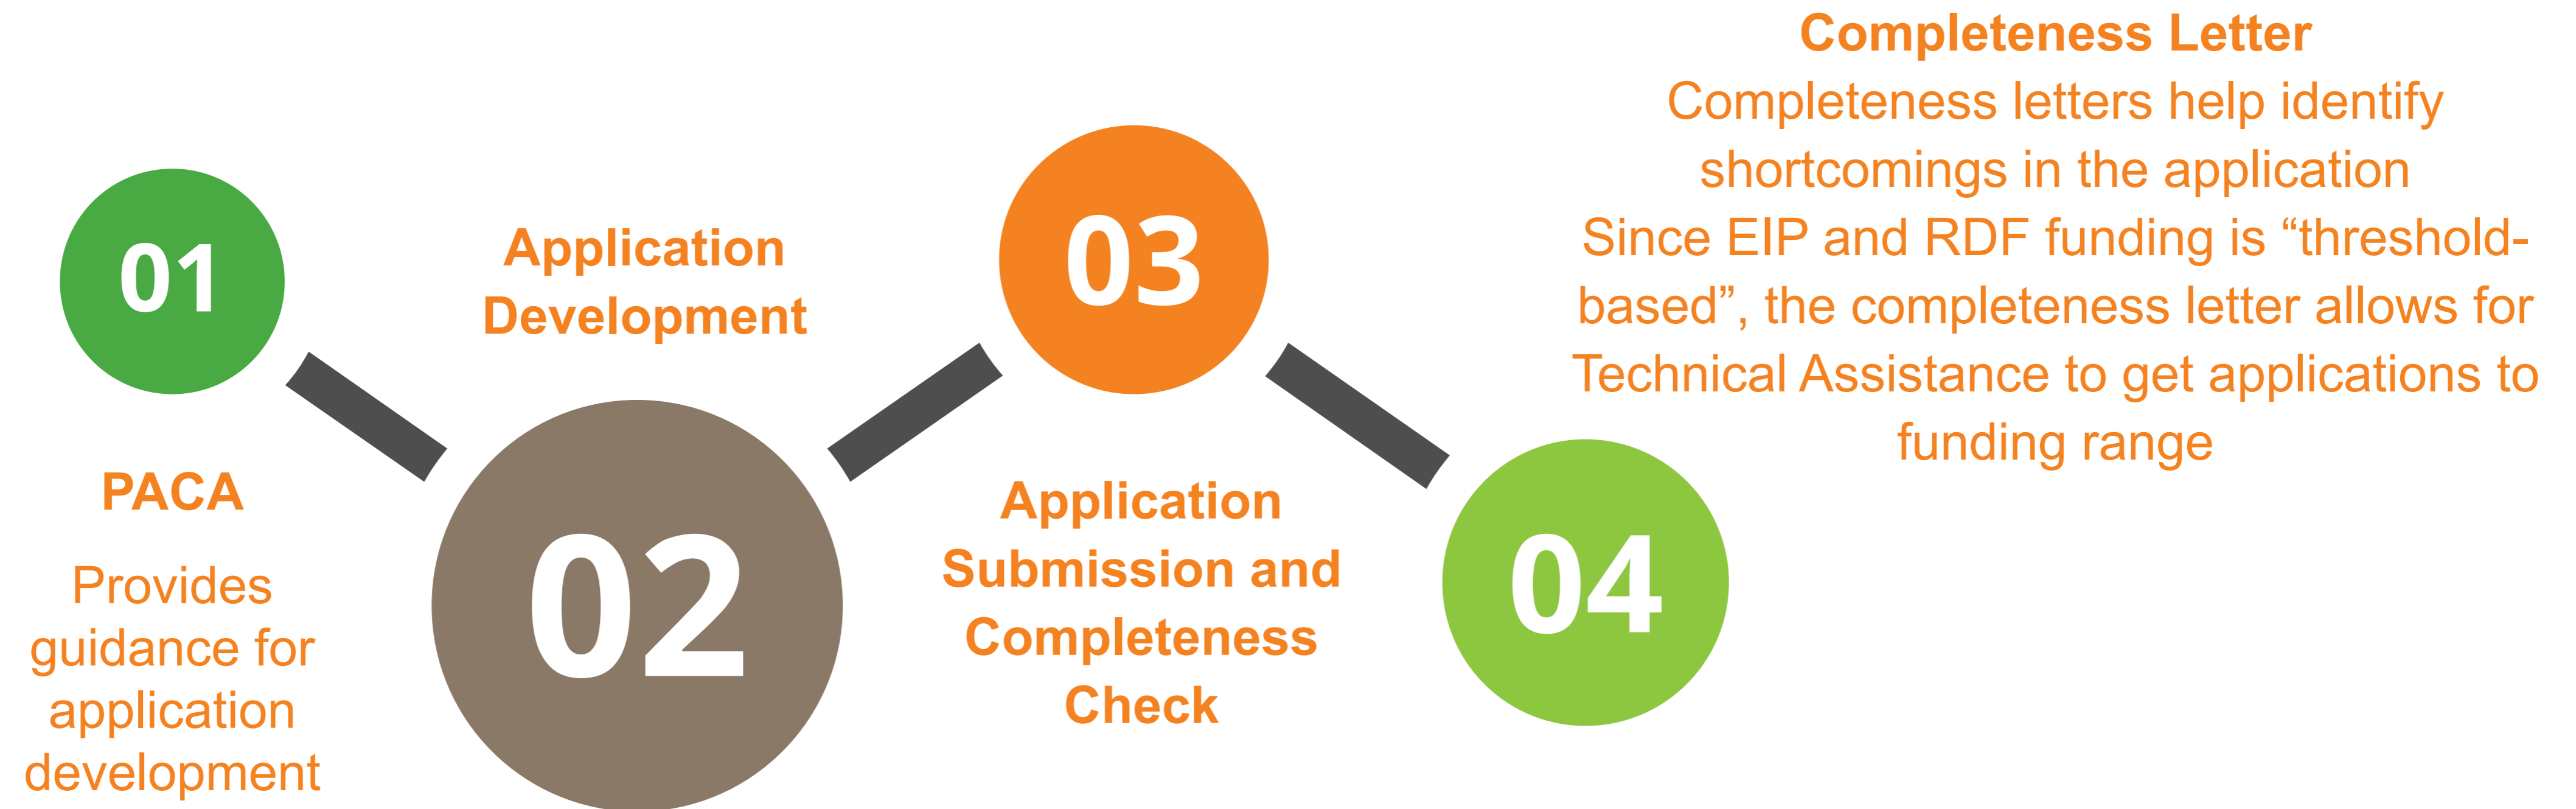 01
PACA
Provides
guidance for
application
development
Application
Development
02
03
Application
Submission and
Completeness
Check
04
Completeness Letter
Completeness letters help identify
shortcomings in the application
Since EIP and RDF funding is “threshold-
based”, the completeness letter allows for
Technical Assistance to get applications to
funding range